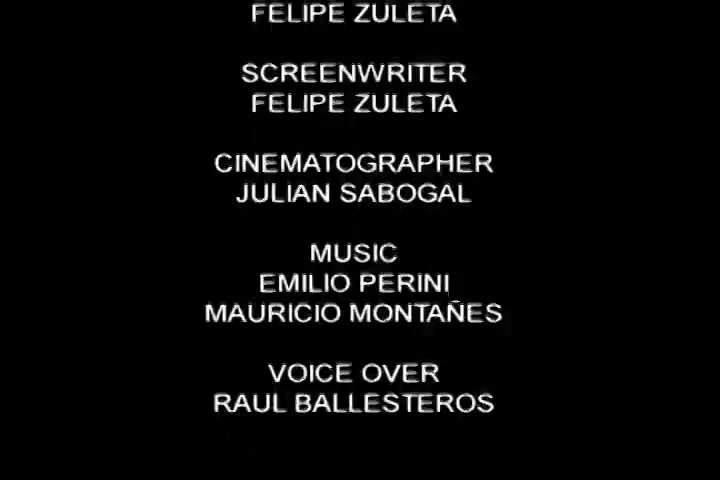 FELIPE ZULETA
SCREENWRITER
FELIPE ZULETA
CINEMATOGRAPHER
JULIAN SABOGAL
MUSIC
EMILIO PERINI
MAURICIO MONTAÑES
VOICE OVER
RAUL BALLESTEROS